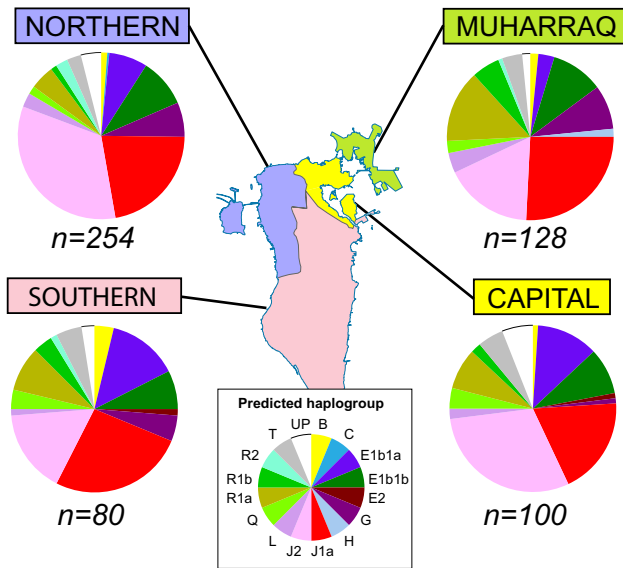 NORTHERN
MUHARRAQ
n=254
n=128
SOUTHERN
CAPITAL
n=80
n=100
Predicted haplogroup
UP
B
C
E1b1a
E1b1b
E2
G
H
J1a
J2
L
Q
R1a
R1b
R2
T